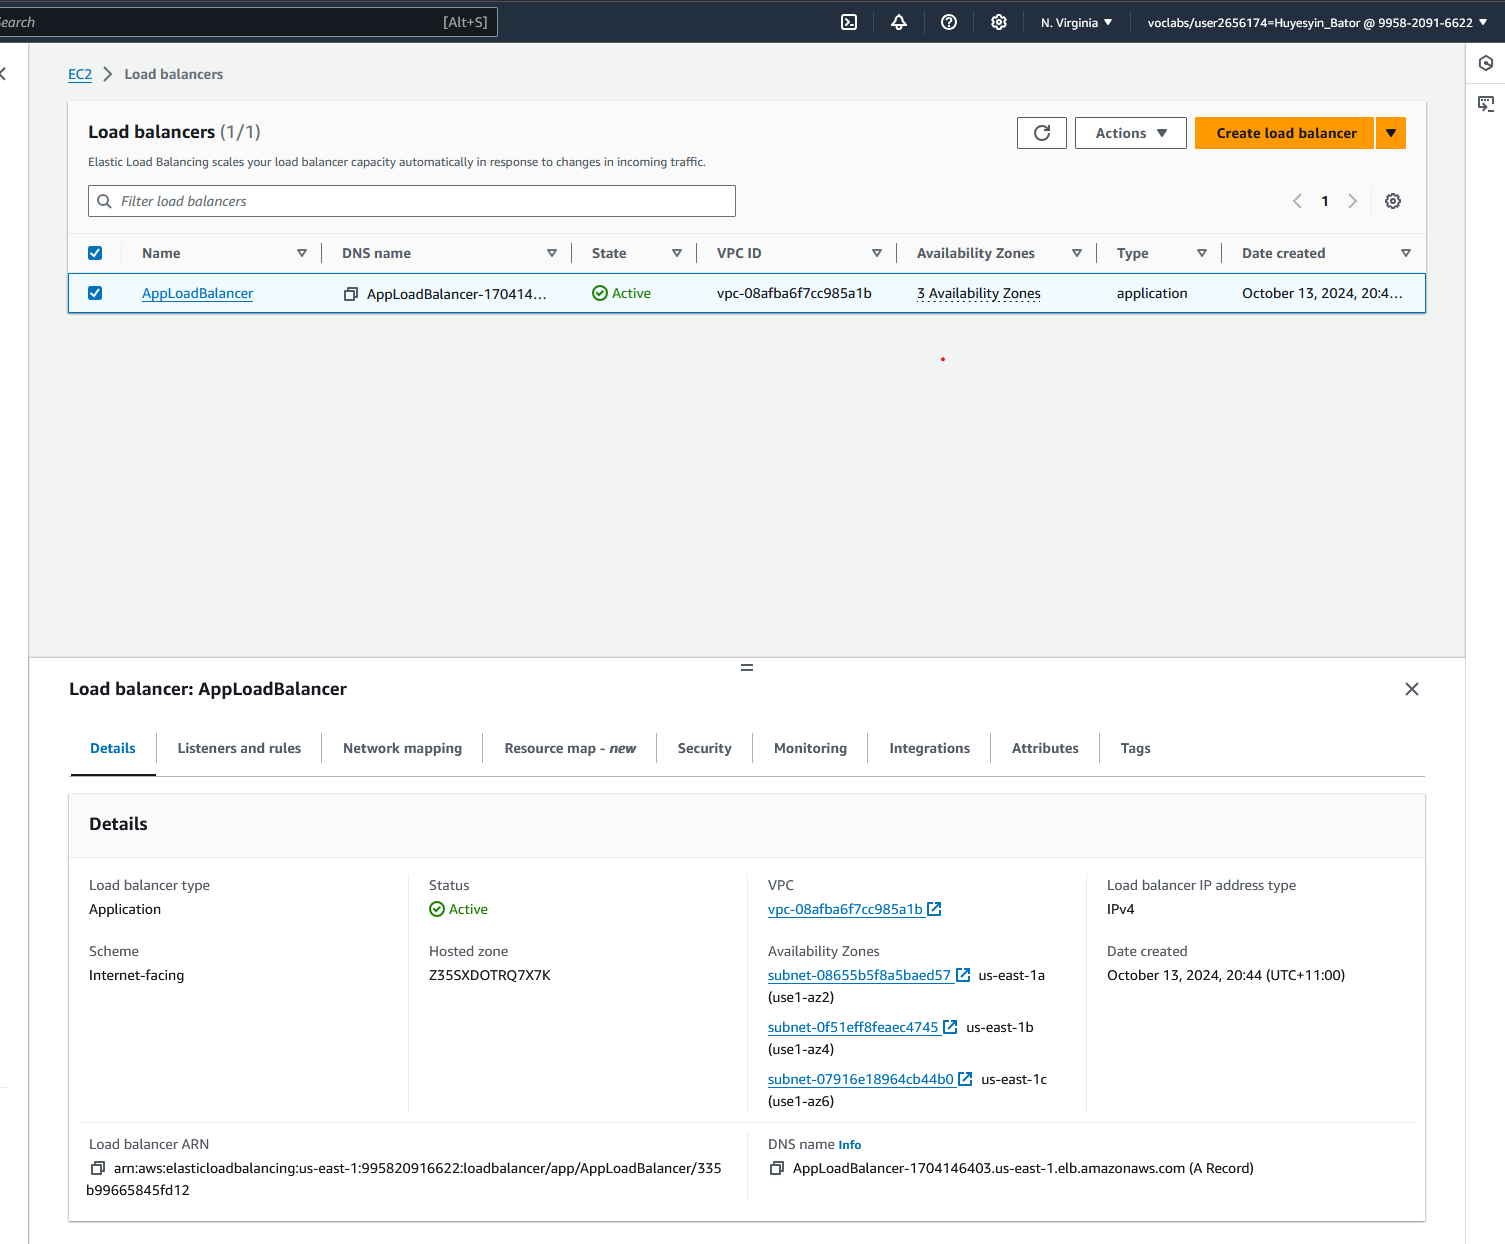 Search [Alt+S] N. Virginia voclabs/user2656174=Huyesyin_Bator @ 9958-2091-6622
EC2 Load balancers
Load balancers (1/1) Actions Create load balancer
Elastic Load Balancing scales your load balancer capacity automatically in response to changes in incoming traffic.
Filter load balancers 1
Name DNS name State VPC ID Availability Zones Type Date created
AppLoadBalancer AppLoadBalancer-170414... Active vpc-08afba6f7cc985a1b 3 Availability Zones application October 13, 2024, 20:4...
Load balancer: AppLoadBalancer
Details Listeners and rules Network mapping Resource map - new Security Monitoring Integrations Attributes Tags
Details
Load balancer type Status VPC Load balancer IP address type
Application Active vpc-08afba6f7cc985a1b IPv4
Scheme Hosted zone Availability Zones Date created
Internet-facing Z35SXDOTRQ7X7K subnet-08655b5f8a5baed57 us-east-1a October 13, 2024, 20:44 (UTC+11:00)
(use1-az2)
subnet-0f51eff8feaec4745 us-east-1b
(use1-az4)
subnet-07916e18964cb44b0 us-east-1c
(use1-az6)
Load balancer ARN DNS name Info
arn:aws:elasticloadbalancing:us-east-1:995820916622:loadbalancer/app/AppLoadBalancer/335 AppLoadBalancer-1704146403.us-east-1.elb.amazonaws.com (A Record)
b99665845fd12